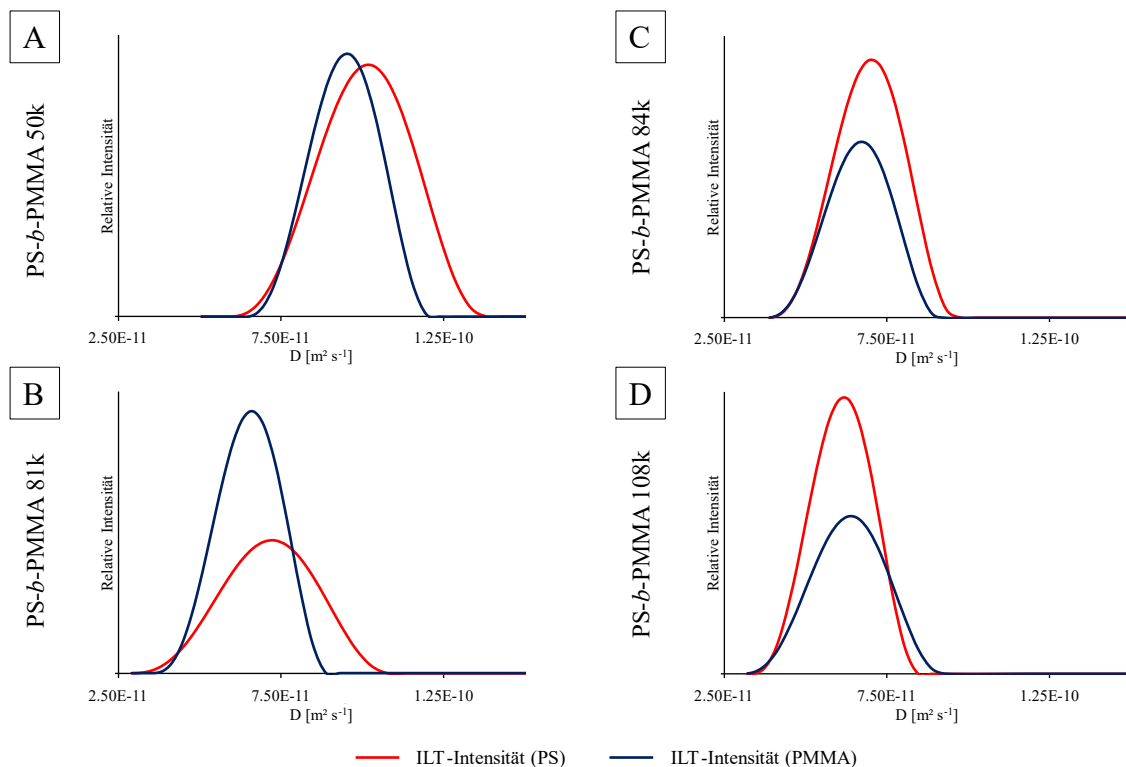 A
PS-b-PMMA 50k
Relative Intensität
2.50E-11
7.50E-11
1.25E-10
D [m² s⁻¹]
C
PS-b-PMMA 84k
Relative Intensität
2.50E-11
7.50E-11
1.25E-10
D [m² s⁻¹]
B
PS-b-PMMA 81k
Relative Intensität
2.50E-11
7.50E-11
1.25E-10
D [m² s⁻¹]
D
PS-b-PMMA 108k
Relative Intensität
2.50E-11
7.50E-11
1.25E-10
D [m² s⁻¹]
ILT-Intensität (PS)
ILT-Intensität (PMMA)